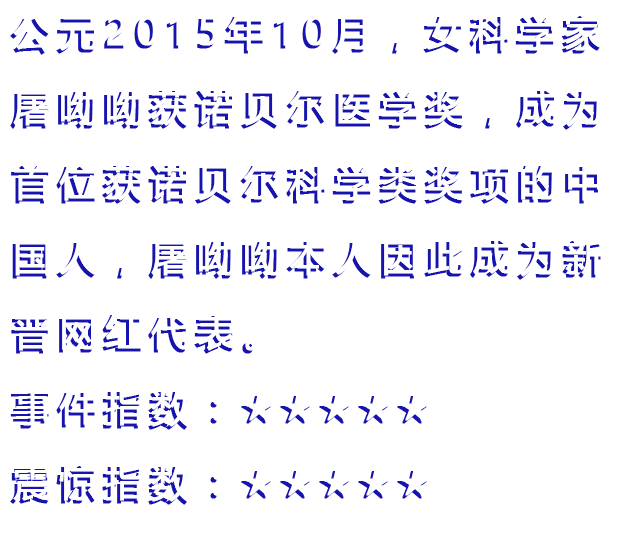 公元2015年10月，女科学家
屠呦呦获诺贝尔医学奖，成为
首位获诺贝尔科学类奖项的中
国人，屠呦呦本人因此成为新
晋网红代表。
事件指数：☆☆☆☆☆
震惊指数：☆☆☆☆☆